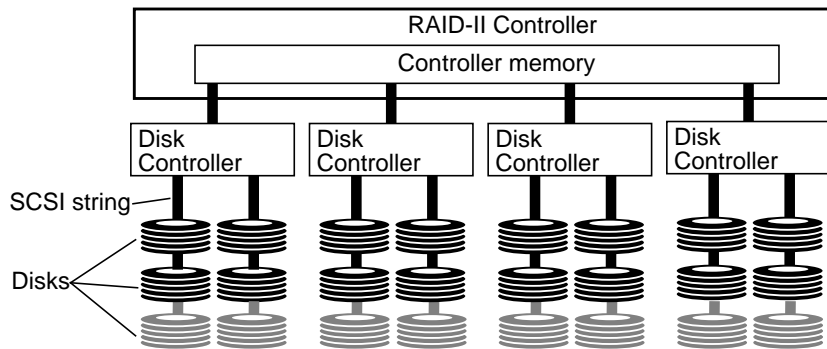 RAID-II Controller
Controller memory
Disk
Controller
Disk
Controller
Disk
Controller
Disk
Controller
SCSI string
Disks